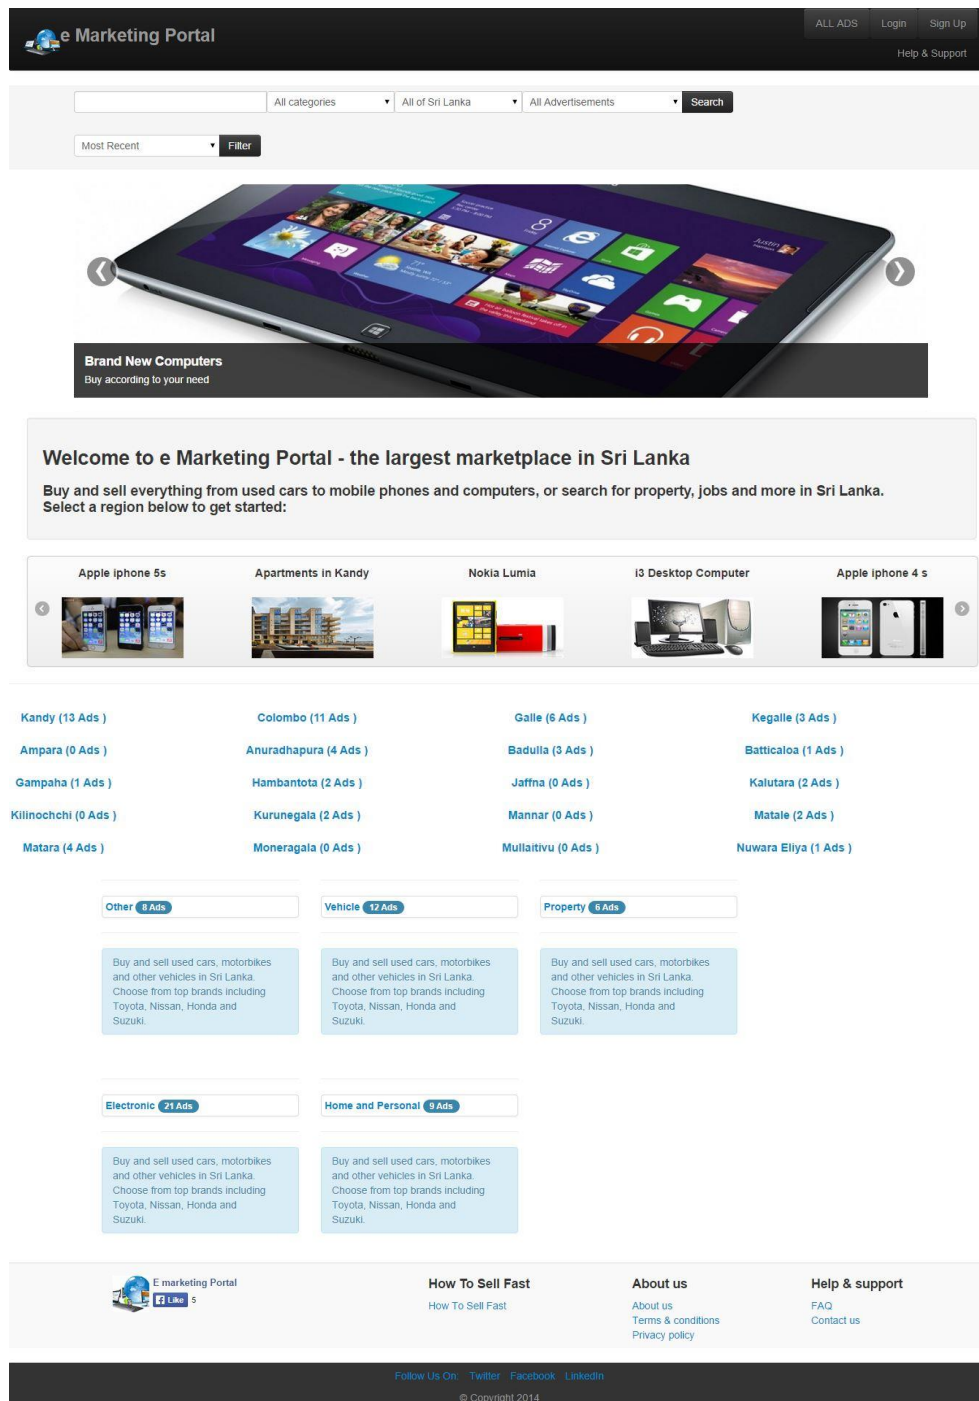 ALL ADS Login Sign Up
e Marketing Portal
Help & Support
All categories All of Sri Lanka All Advertisements Search
Most Recent Filter
Brand New Computers
Buy according to your need
Welcome to e Marketing Portal - the largest marketplace in Sri Lanka
Buy and sell everything from used cars to mobile phones and computers, or search for property, jobs and more in Sri Lanka.
Select a region below to get started:
Apple iphone 5s Apartments in Kandy Nokia Lumia i3 Desktop Computer Apple iphone 4 s
Kandy (13 Ads ) Colombo (11 Ads ) Galle (6 Ads ) Kegalle (3 Ads )
Ampara (0 Ads ) Anuradhapura (4 Ads ) Badulla (3 Ads ) Batticaloa (1 Ads )
Gampaha (1 Ads ) Hambantota (2 Ads ) Jaffna (0 Ads ) Kalutara (2 Ads )
Kilinochchi (0 Ads ) Kurunegala (2 Ads ) Mannar (0 Ads ) Matale (2 Ads )
Matara (4 Ads ) Moneragala (0 Ads ) Mullaitivu (0 Ads ) Nuwara Eliya (1 Ads )
Other 8 Ads
Buy and sell used cars, motorbikes
and other vehicles in Sri Lanka.
Choose from top brands including
Toyota, Nissan, Honda and
Suzuki.
Vehicle 12 Ads
Buy and sell used cars, motorbikes
and other vehicles in Sri Lanka.
Choose from top brands including
Toyota, Nissan, Honda and
Suzuki.
Property 6 Ads
Buy and sell used cars, motorbikes
and other vehicles in Sri Lanka.
Choose from top brands including
Toyota, Nissan, Honda and
Suzuki.
Electronic 21 Ads
Buy and sell used cars, motorbikes
and other vehicles in Sri Lanka.
Choose from top brands including
Toyota, Nissan, Honda and
Suzuki.
Home and Personal 9 Ads
Buy and sell used cars, motorbikes
and other vehicles in Sri Lanka.
Choose from top brands including
Toyota, Nissan, Honda and
Suzuki.
E marketing Portal
Like 5
How To Sell Fast
How To Sell Fast
About us
About us
Terms & conditions
Privacy policy
Help & support
FAQ
Contact us
Follow Us On: Twitter Facebook LinkedIn
© Copyright 2014